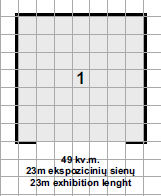 1
49 kv.m.
23m ekspozicinių sienų
23m exhibition lenght